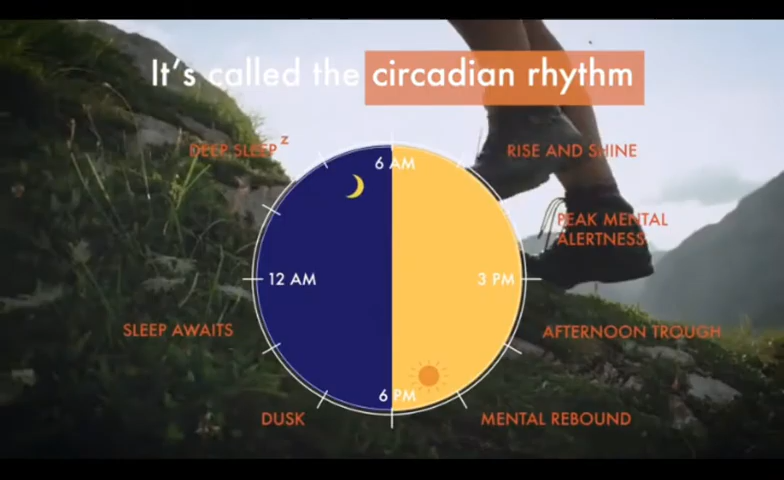 It's called the circadian rhythm
DEEP SLEEP Z
6 AM
RISE AND SHINE
PEAK MENTAL
ALERTNESS
12 AM
3 PM
SLEEP AWAITS
AFTERNOON TROUGH
6 PM
DUSK
MENTAL REBOUND